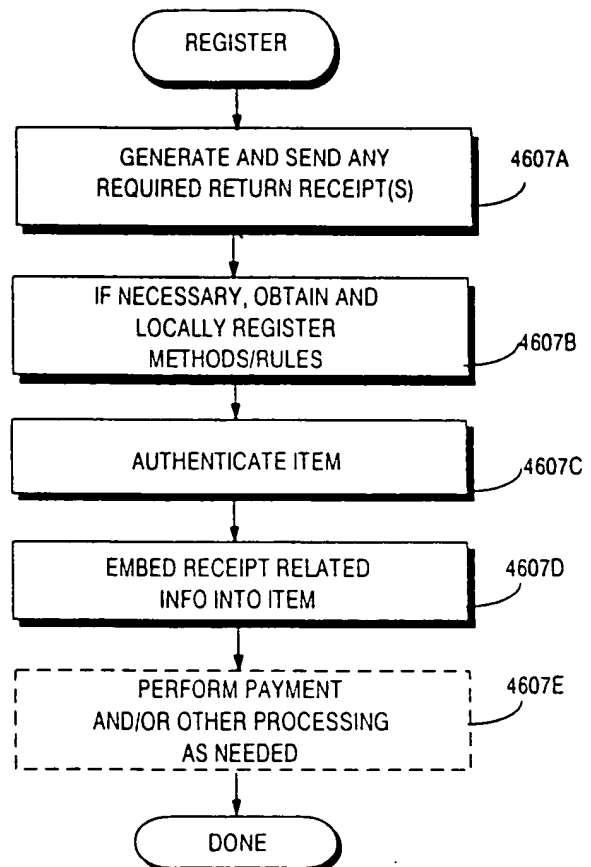 REGISTER
GENERATE AND SEND ANY
REQUIRED RETURN RECEIPT(S)
4607A
IF NECESSARY, OBTAIN AND
LOCALLY REGISTER
METHODS/RULES
4607B
AUTHENTICATE ITEM
4607C
EMBED RECEIPT RELATED
INFO INTO ITEM
4607D
PERFORM PAYMENT
AND/OR OTHER PROCESSING
AS NEEDED
4607E
DONE